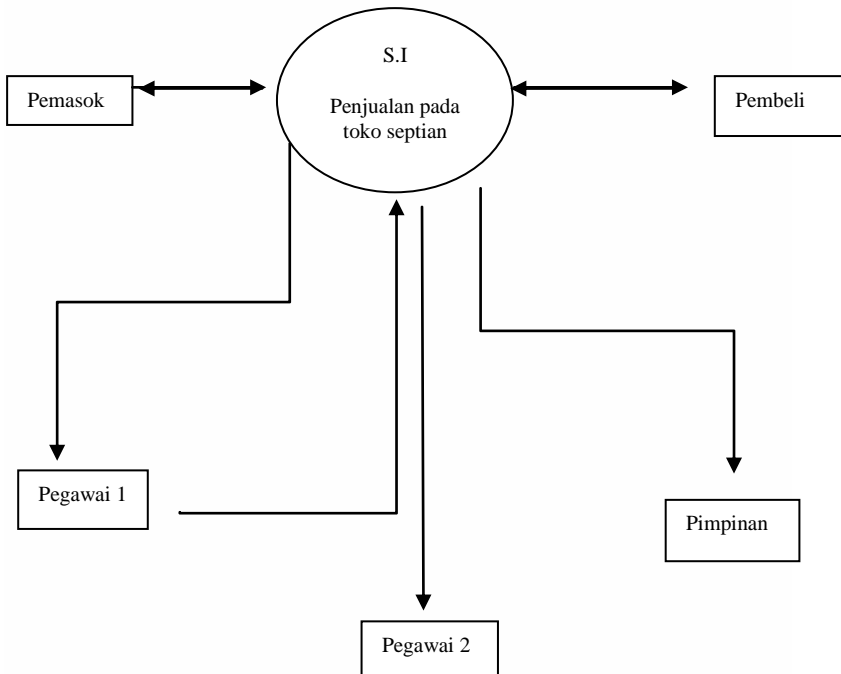 S.I
Penjualan pada
toko septian
Pemasok
Pembeli
Pegawai 1
Pimpinan
Pegawai 2